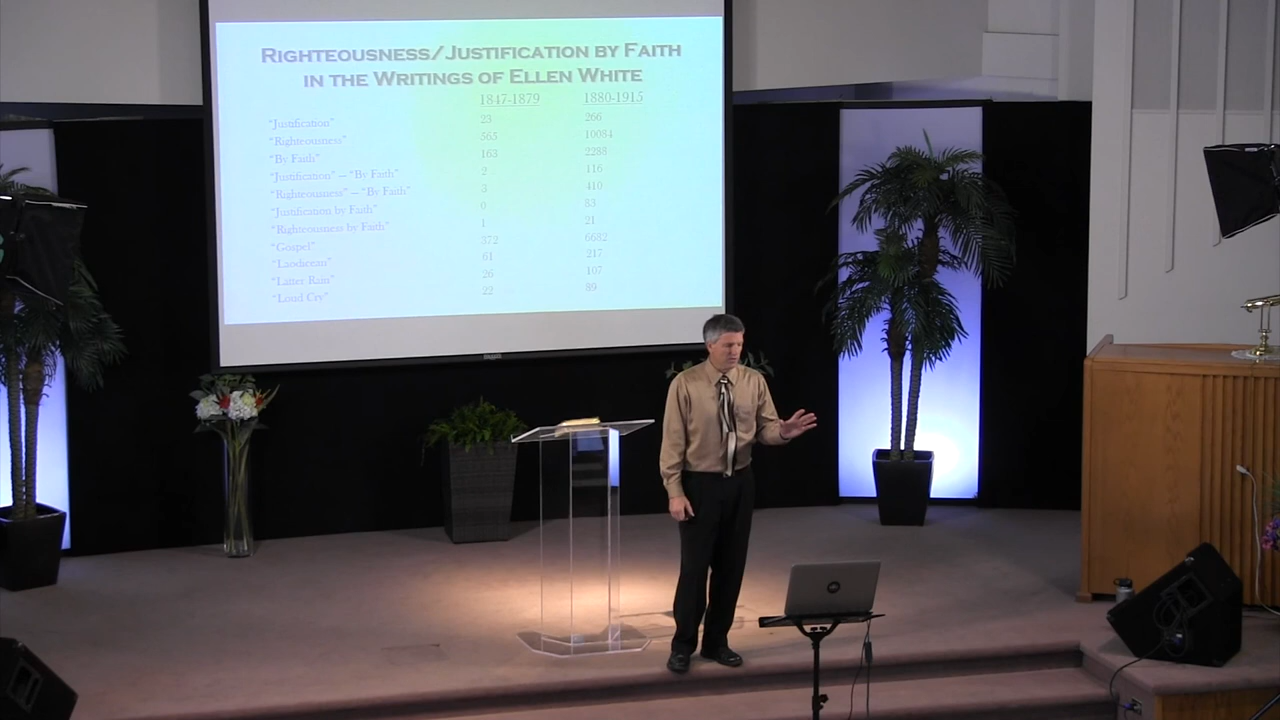 Righteousness/Justification by Faith
in the Writings of Ellen White
1847-1879 1880-1915
"Justification" 23 266
"Righteousness" 565 10084
"By Faith" 163 2288
"Justification" – "By Faith" 2 116
"Righteousness" – "By Faith" 3 410
"Justification by Faith" 0 83
"Righteousness by Faith" 1 21
"Gospel" 372 6682
"Laodicean" 61 217
"Latter Rain" 26 107
"Loud Cry" 22 89